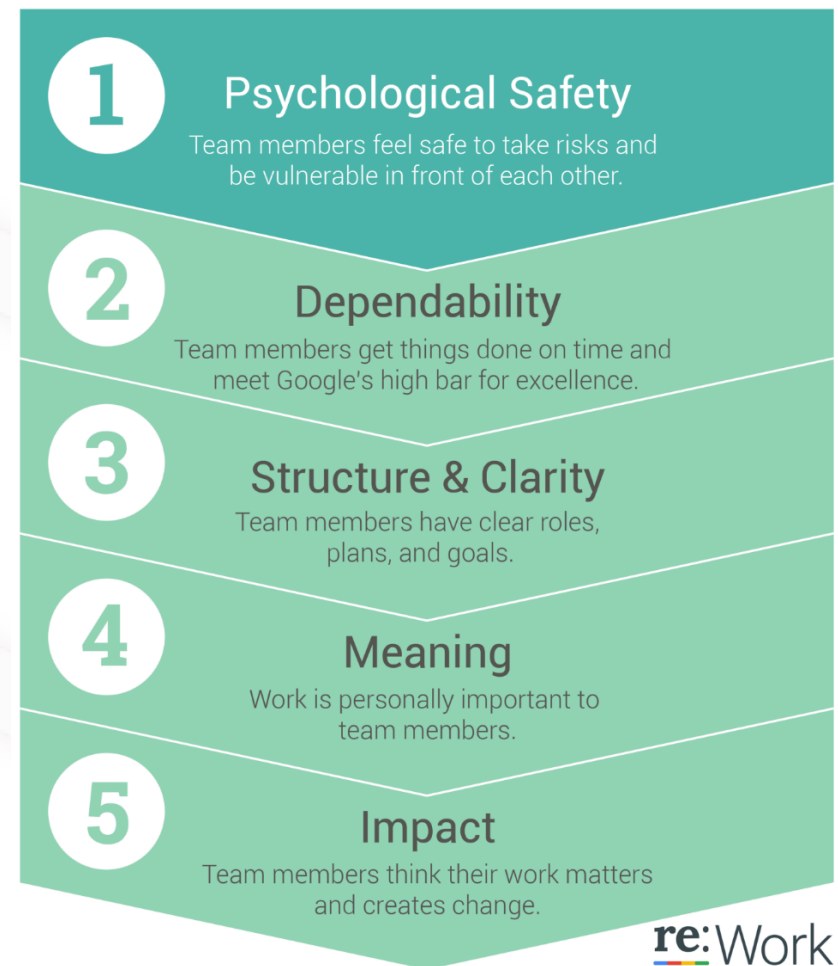 1
Psychological Safety
Team members feel safe to take risks and
be vulnerable in front of each other.
2
Dependability
Team members get things done on time and
meet Google's high bar for excellence.
3
Structure & Clarity
Team members have clear roles,
plans, and goals.
4
Meaning
Work is personally important to
team members.
5
Impact
Team members think their work matters
and creates change.
re:Work